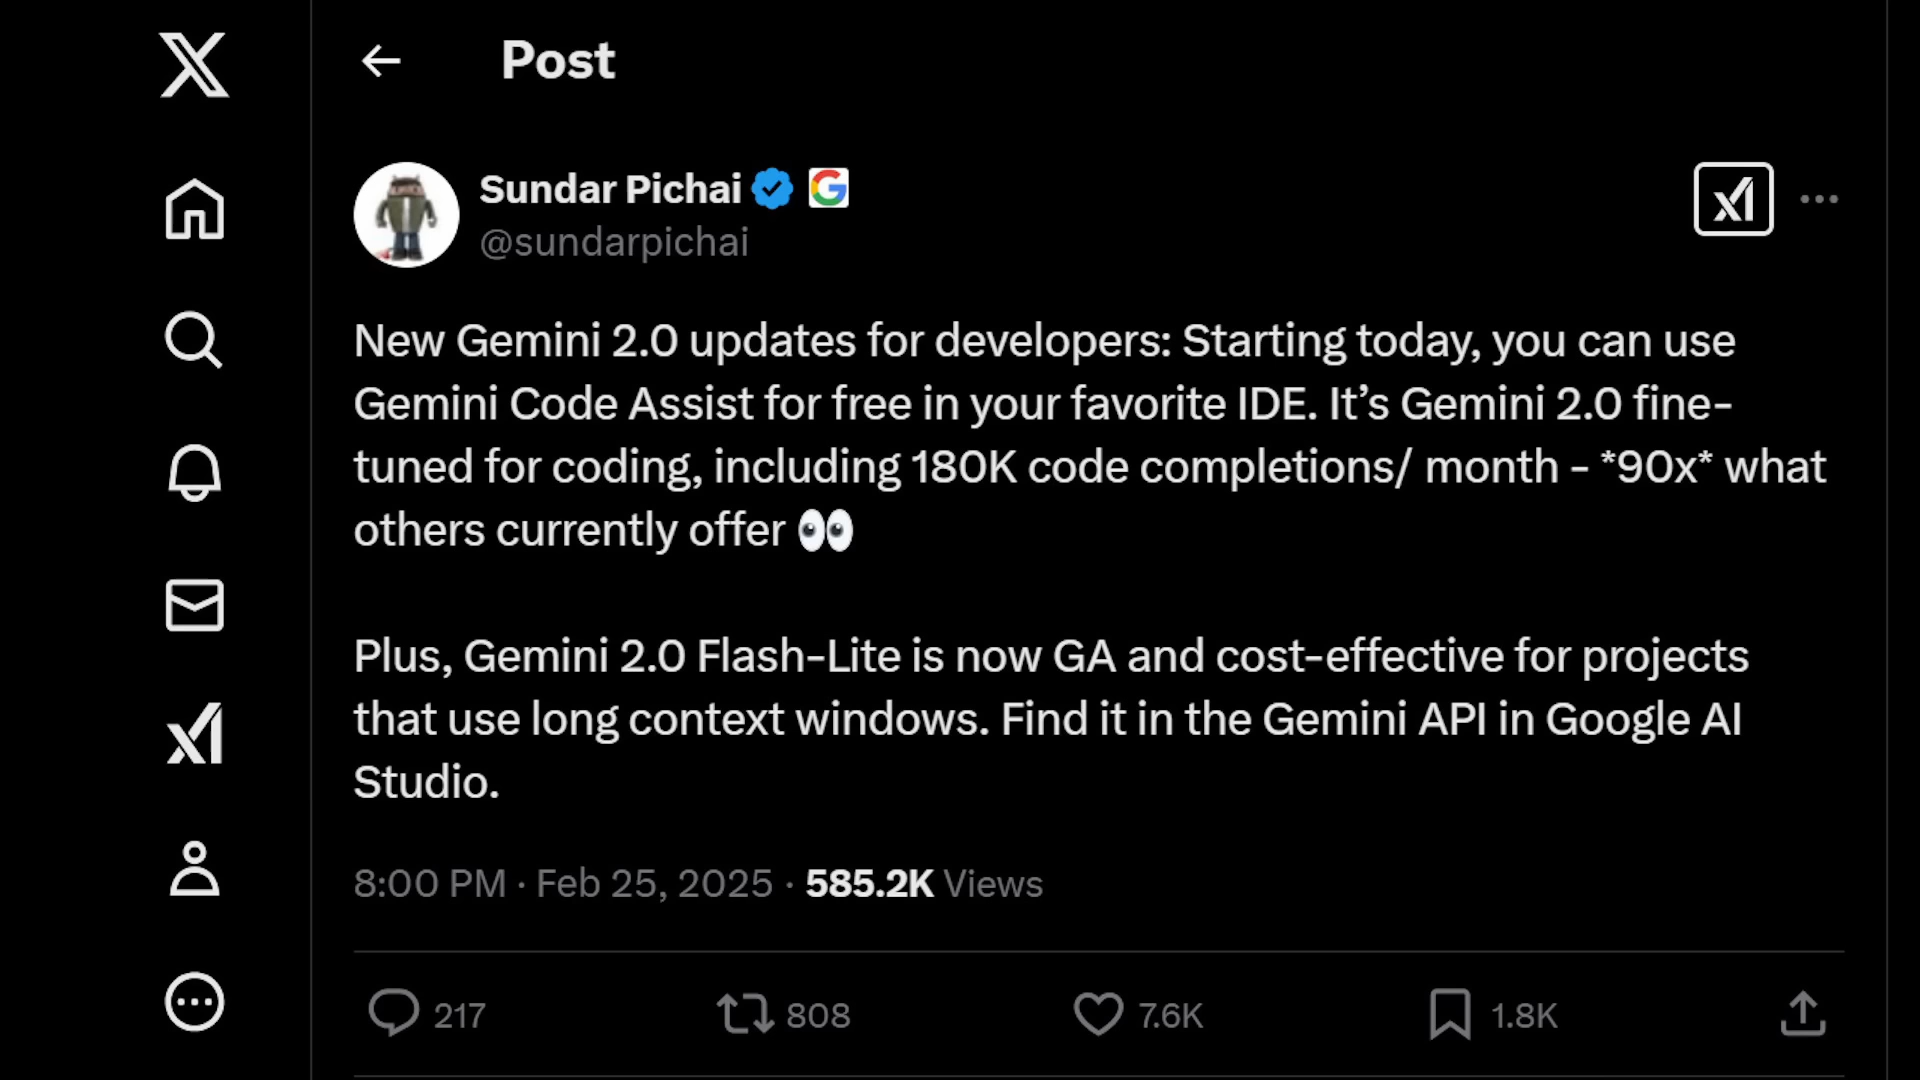 Post
Sundar Pichai
@sundarpichai
New Gemini 2.0 updates for developers: Starting today, you can use
Gemini Code Assist for free in your favorite IDE. It’s Gemini 2.0 fine-
tuned for coding, including 180K code completions/ month - *90x* what
others currently offer 👀
Plus, Gemini 2.0 Flash-Lite is now GA and cost-effective for projects
that use long context windows. Find it in the Gemini API in Google AI
Studio.
8:00 PM · Feb 25, 2025 · 585.2K Views
217 808 7.6K 1.8K